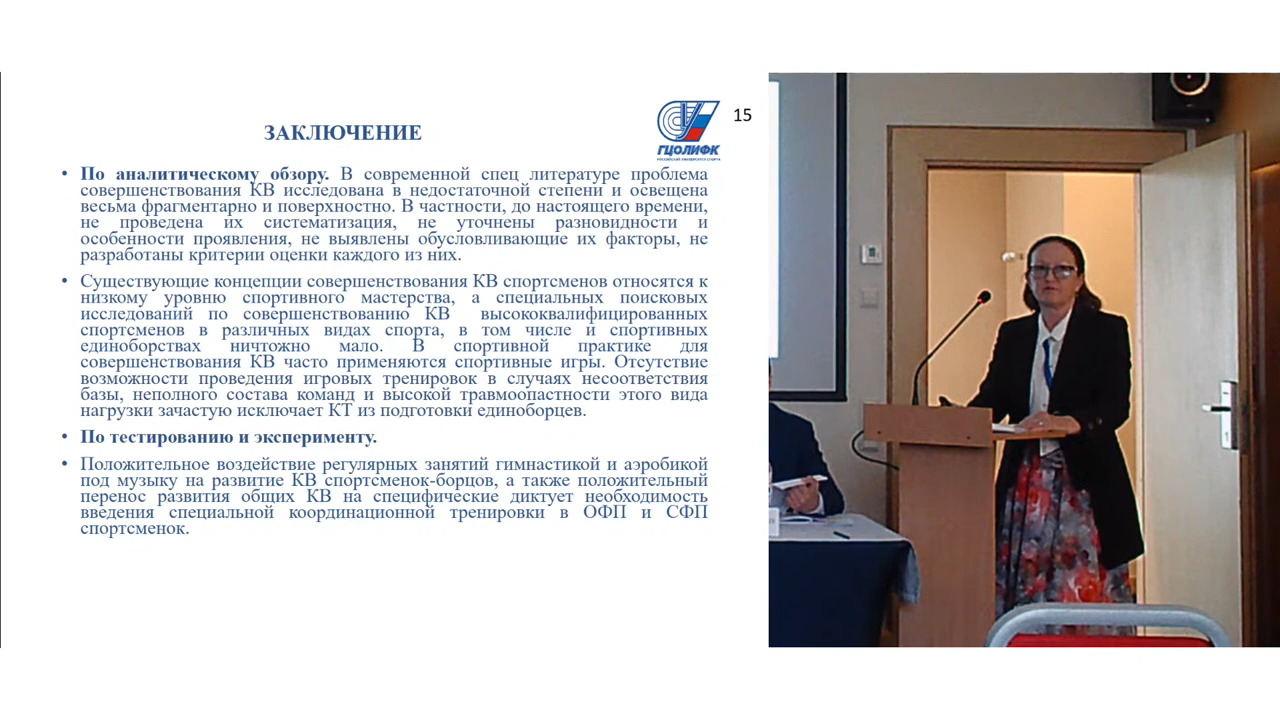 ЗАКЛЮЧЕНИЕ
ГЦОЛИФК
РОССИЙСКИЙ УНИВЕРСИТЕТ СПОРТА
15
• По аналитическому обзору. В современной спец литературе проблема
совершенствования КВ исследована в недостаточной степени и освещена
весьма фрагментарно и поверхностно. В частности, до настоящего времени,
не проведена их систематизация, не уточнены разновидности и
особенности проявления, не выявлены обусловливающие их факторы, не
разработаны критерии оценки каждого из них.
• Существующие концепции совершенствования КВ спортсменов относятся к
низкому уровню спортивного мастерства, а специальных поисковых
исследований по совершенствованию КВ высококвалифицированных
спортсменов в различных видах спорта, в том числе и спортивных
единоборствах ничтожно мало. В спортивной практике для
совершенствования КВ часто применяются спортивные игры. Отсутствие
возможности проведения игровых тренировок в случаях несоответствия
базы, неполного состава команд и высокой травмоопастности этого вида
нагрузки зачастую исключает КТ из подготовки единоборцев.
• По тестированию и эксперименту.
• Положительное воздействие регулярных занятий гимнастикой и аэробикой
под музыку на развитие КВ спортсменок-борцов, а также положительный
перенос развития общих КВ на специфические диктует необходимость
введения специальной координационной тренировки в ОФП и СФП
спортсменок.